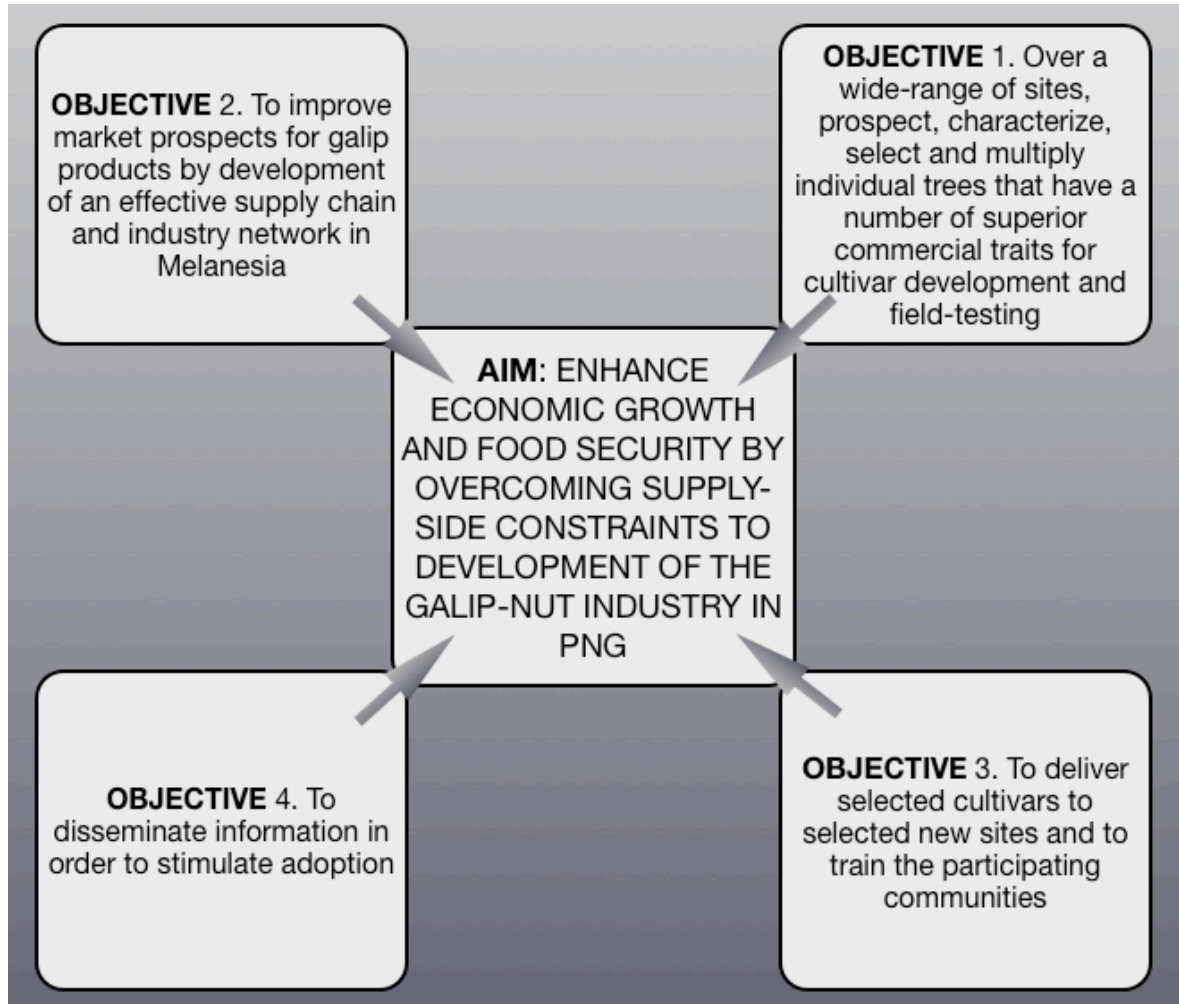 OBJECTIVE 2. To improve
market prospects for galip
products by development
of an effective supply chain
and industry network in
Melanesia
OBJECTIVE 1. Over a
wide-range of sites,
prospect, characterize,
select and multiply
individual trees that have a
number of superior
commercial traits for
cultivar development and
field-testing
AIM: ENHANCE
ECONOMIC GROWTH
AND FOOD SECURITY BY
OVERCOMING SUPPLY-
SIDE CONSTRAINTS TO
DEVELOPMENT OF THE
GALIP-NUT INDUSTRY IN
PNG
OBJECTIVE 4. To
disseminate information in
order to stimulate adoption
OBJECTIVE 3. To deliver
selected cultivars to
selected new sites and to
train the participating
communities